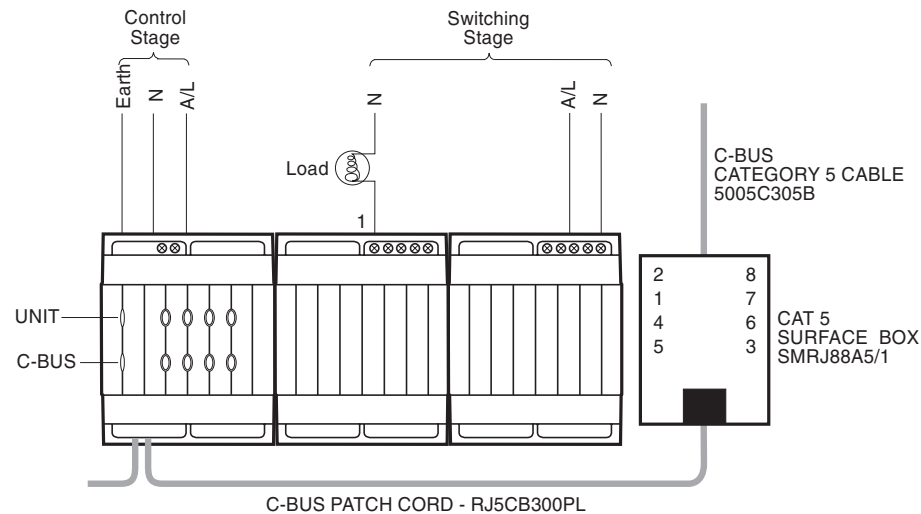 Control
Stage
Switching
Stage
Earth
N
A/L
N
A/L
N
Load
1
C-BUS
CATEGORY 5 CABLE
5005C305B
UNIT
C-BUS
2 8
1 7
4 6
5 3
CAT 5
SURFACE BOX
SMRJ88A5/1
C-BUS PATCH CORD - RJ5CB300PL